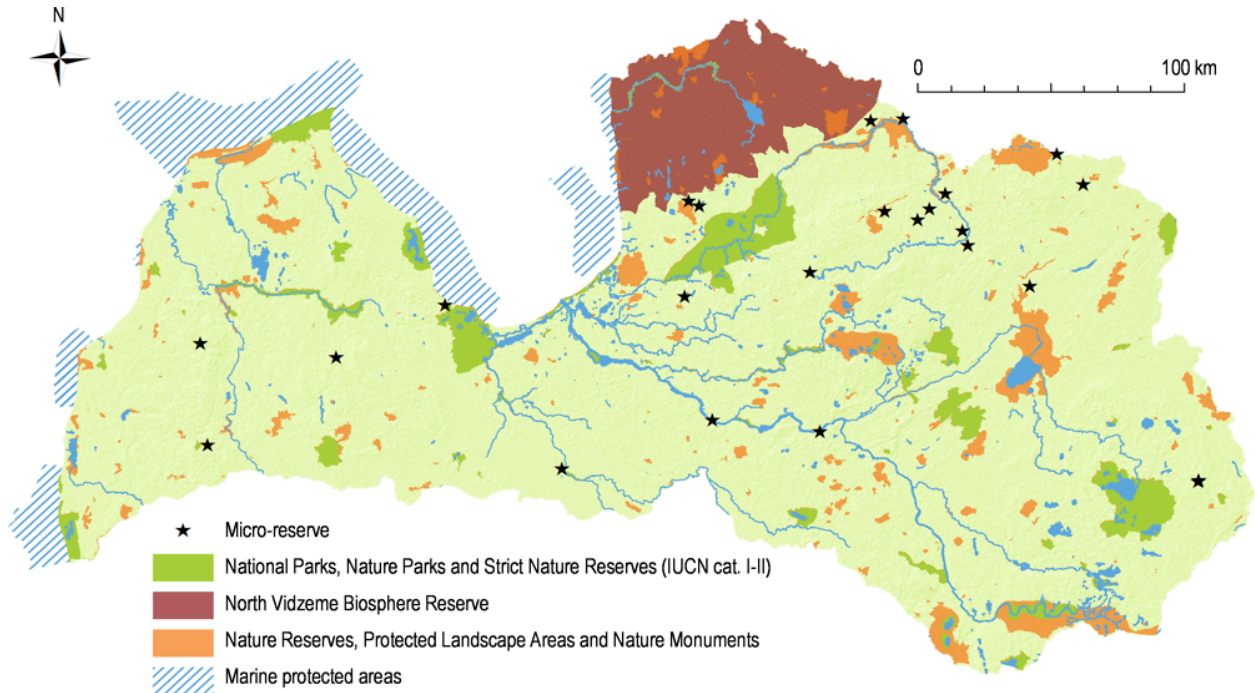 N
0 100 km
Micro-reserve
National Parks, Nature Parks and Strict Nature Reserves (IUCN cat. I-II)
North Vidzeme Biosphere Reserve
Nature Reserves, Protected Landscape Areas and Nature Monuments
Marine protected areas